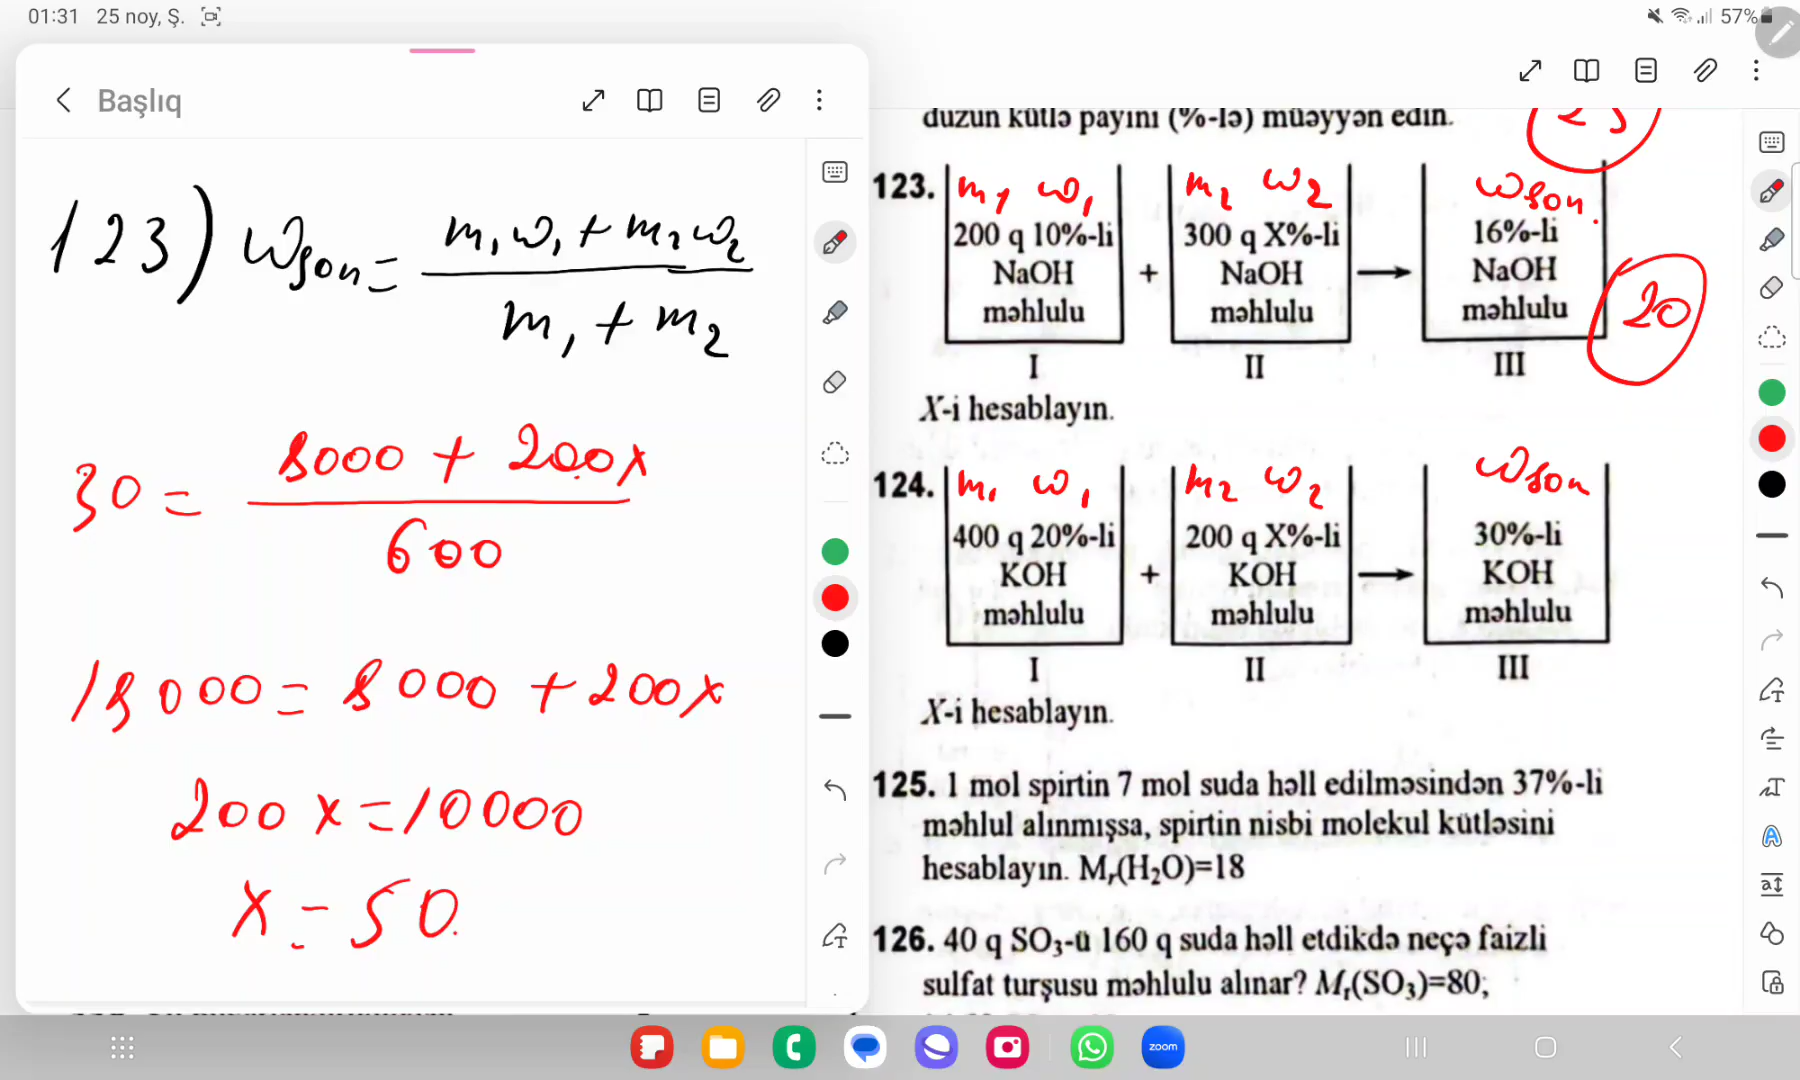 01:31 25 noy, Ş. 57%
Başlıq
123) ωson = m₁ω₁ + m₂ω₂
m₁ + m₂
30 = 8000 + 200x
600
18000 = 8000 + 200x
200x = 10000
x = 50
duzun kütlə payını (%-lə) müəyyən edin.
123. m₁ ω₁ m₂ ω₂ ωson.
200 q 10%-li 300 q X%-li 16%-li
NaOH + NaOH NaOH
məhlulu məhlulu məhlulu
20
I II III
X-i hesablayın.
124. m₁ ω₁ m₂ ω₂ ωson
400 q 20%-li 200 q X%-li 30%-li
KOH + KOH KOH
məhlulu məhlulu məhlulu
I II III
X-i hesablayın.
125. 1 mol spirtin 7 mol suda həll edilməsindən 37%-li
məhlul alınmışsa, spirtin nisbi molekul kütləsini
hesablayın. Mᵣ(H₂O)=18
126. 40 q SO₃-ü 160 q suda həll etdikdə neçə faizli
sulfat turşusu məhlulu alınar? Mᵣ(SO₃)=80;
zoom